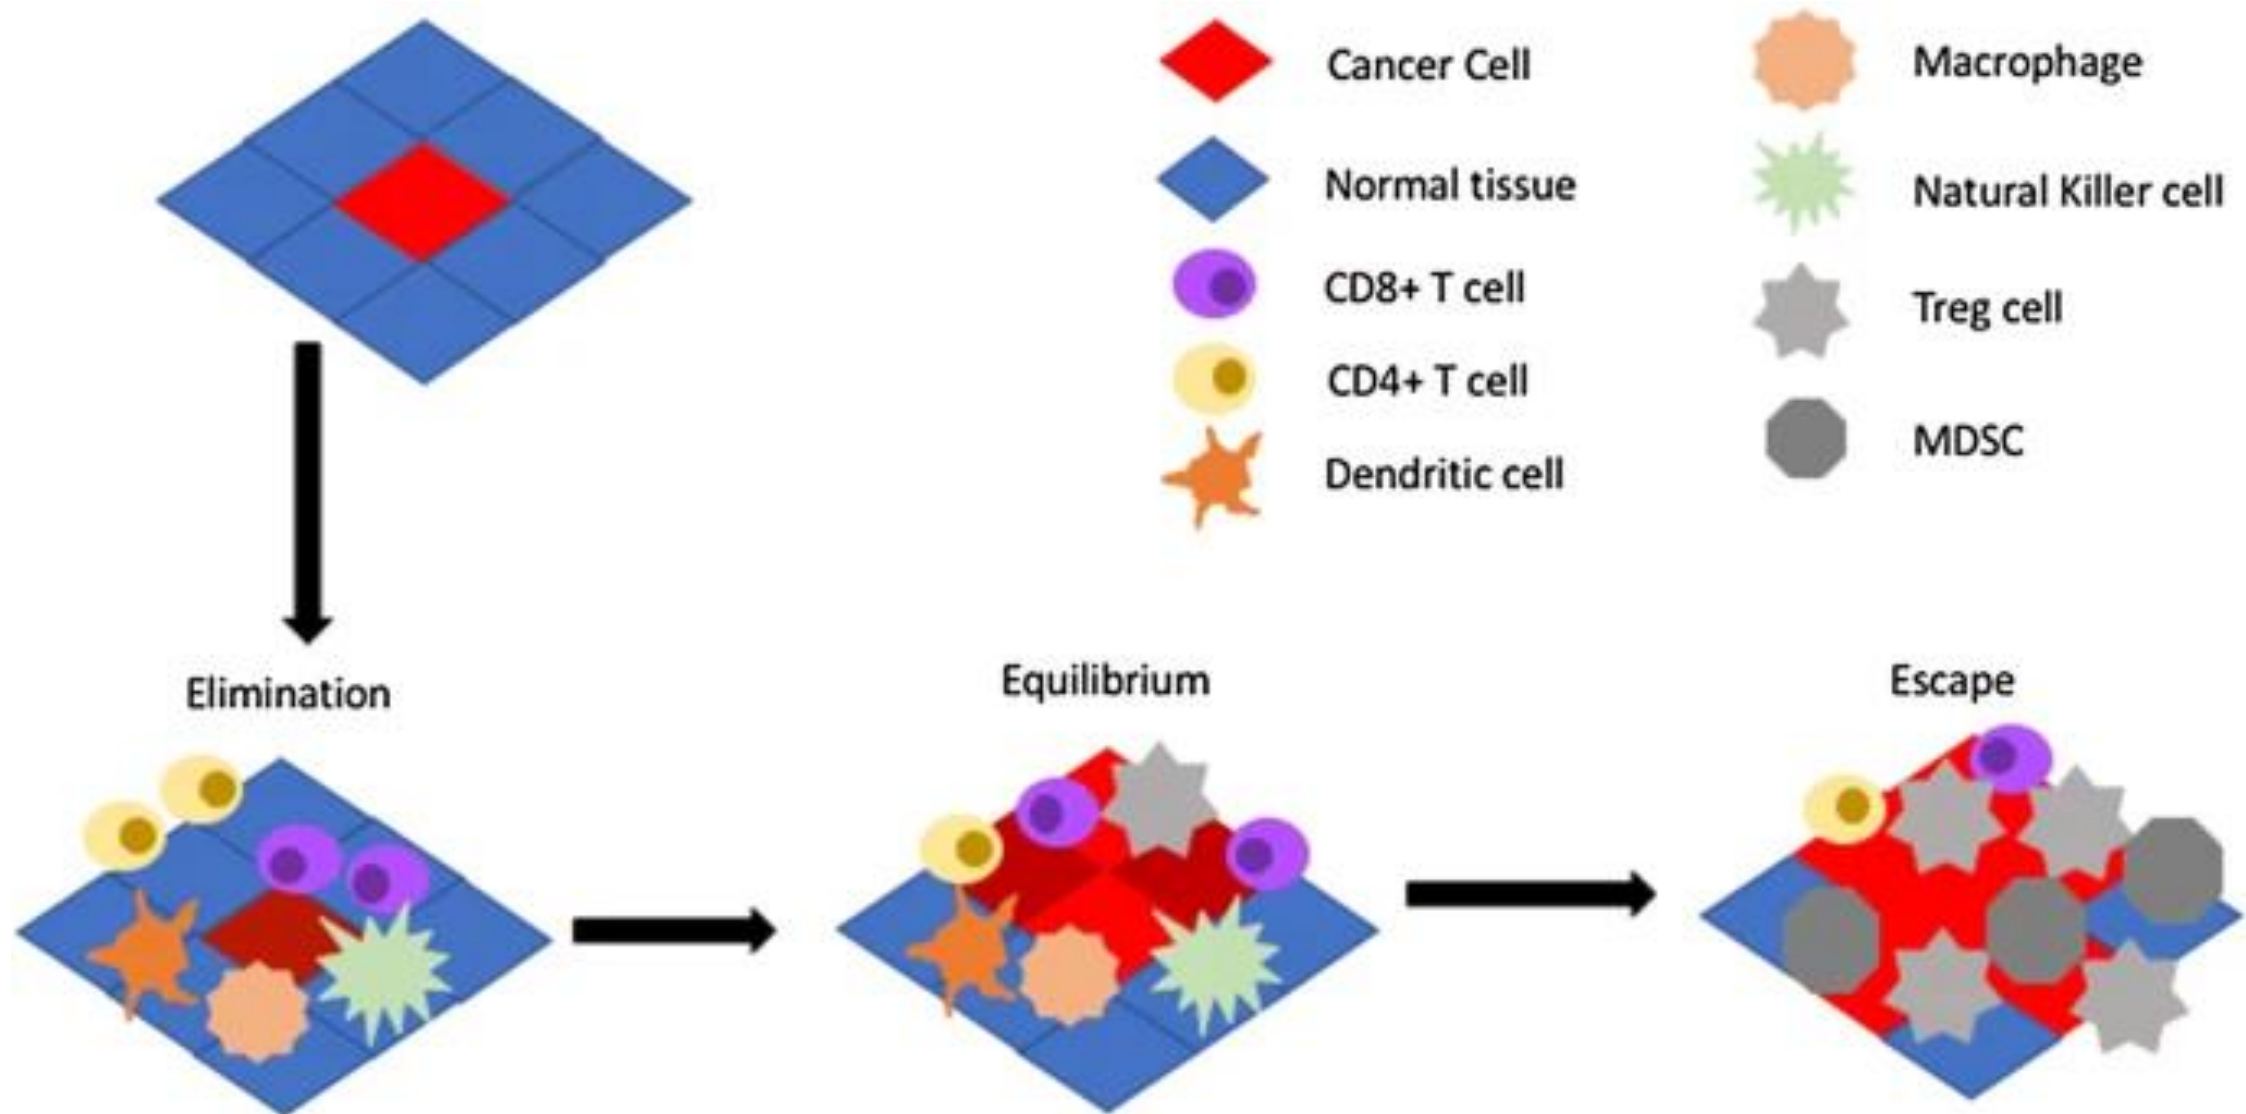 Cancer Cell
Normal tissue
CD8+ T cell
CD4+ T cell
Dendritic cell
Macrophage
Natural Killer cell
Treg cell
MDSC
Elimination
Equilibrium
Escape